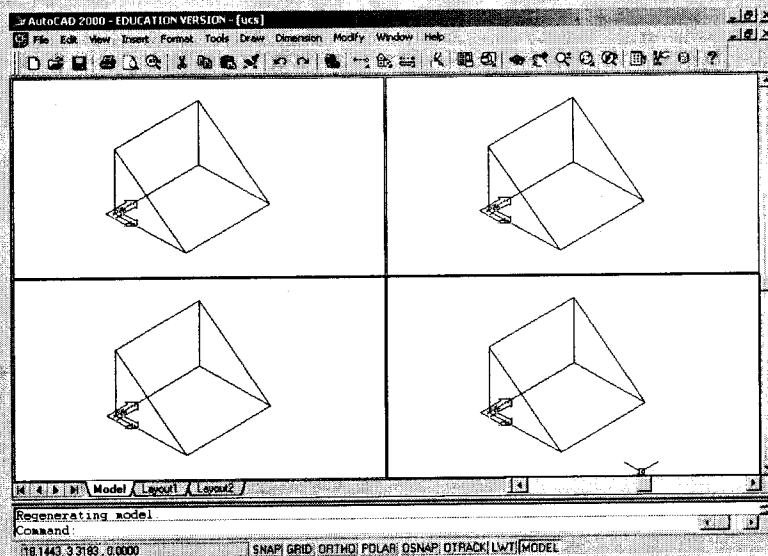 AutoCAD 2000 - EDUCATION VERSION - [ucs]
File Edit View Insert Format Tools Draw Dimension Modify Window Help
Model Layout1 Layout2
Regenerating model.
Command:
18.1443, 3.3183, 0.0000 SNAP GRID ORTHO POLAR OSNAP OTRACK LWT MODEL